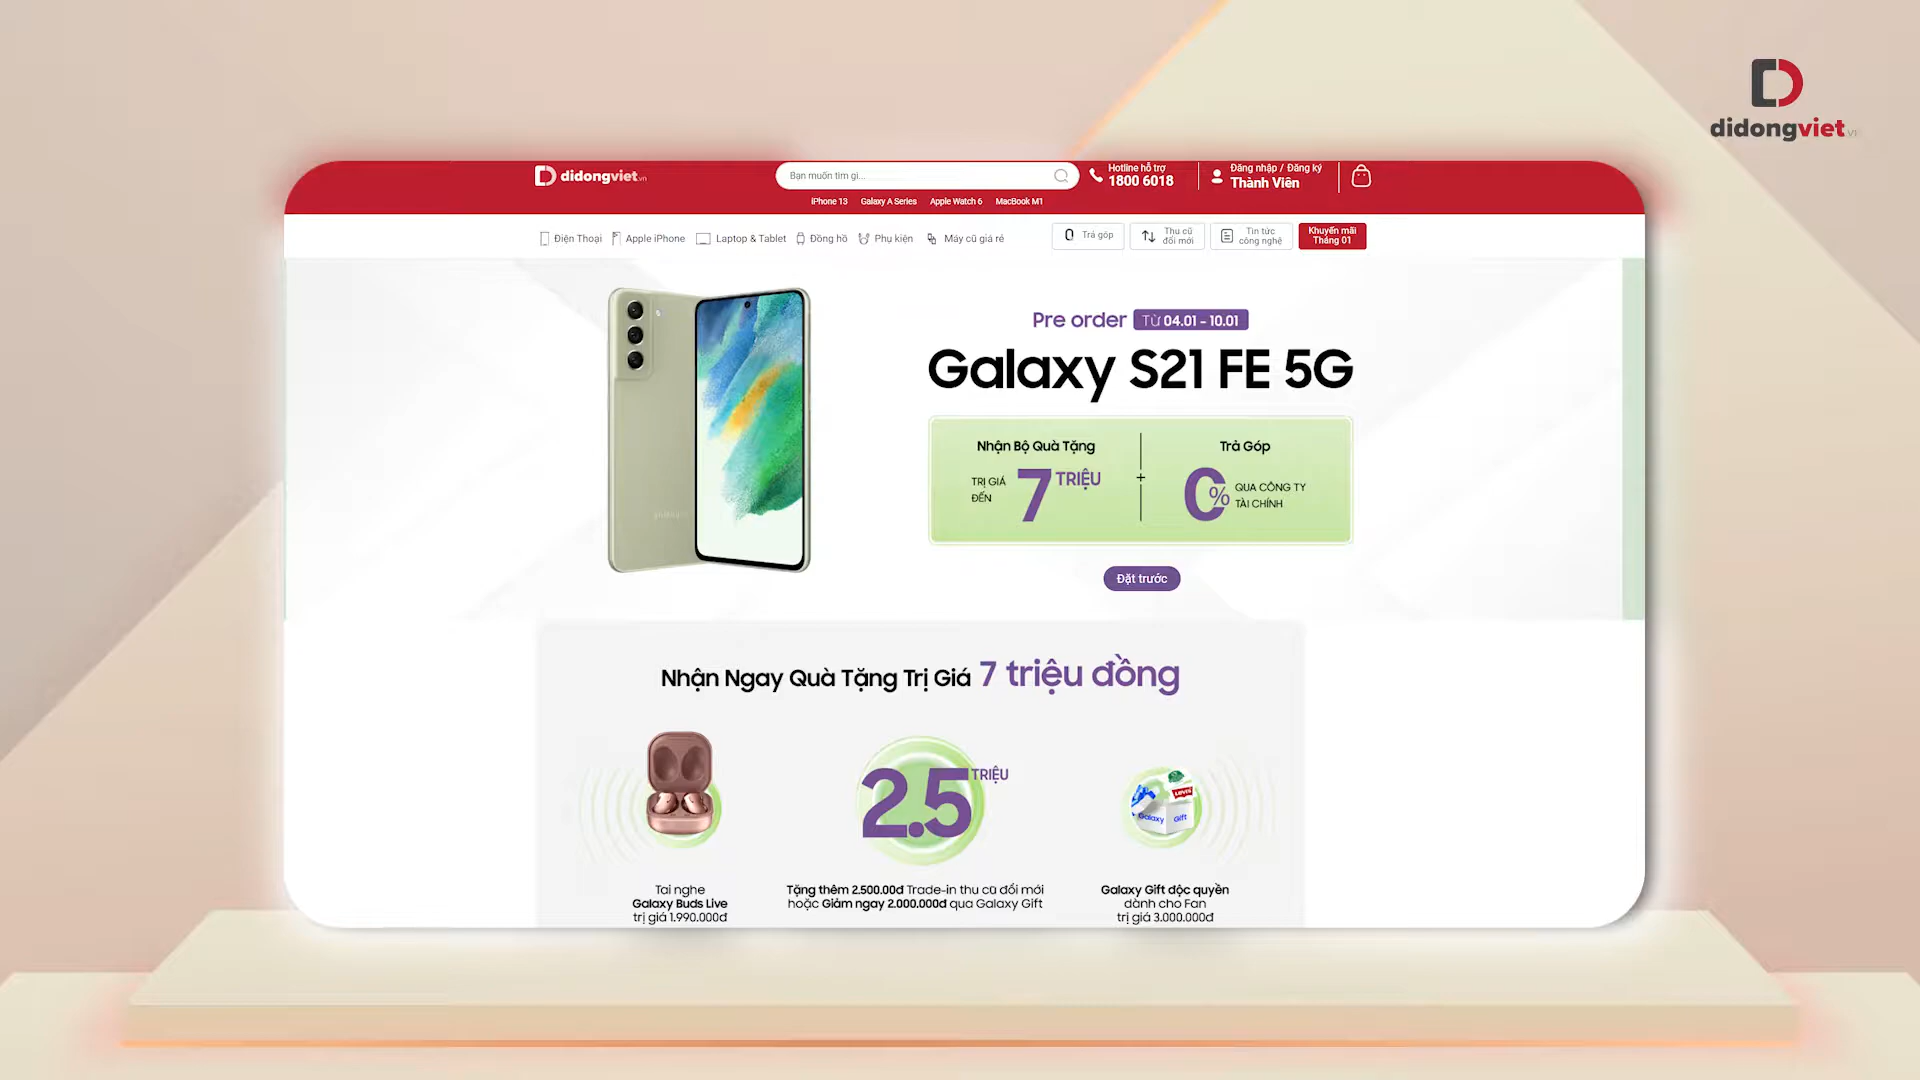 didongviet.vn
didongviet.vn
Bạn muốn tìm gì...
Hotline hỗ trợ
1800 6018
Đăng nhập / Đăng ký
Thành Viên
iPhone 13 Galaxy A Series Apple Watch 6 MacBook M1
Điện Thoại Apple iPhone Laptop & Tablet Đồng hồ Phụ kiện Máy cũ giá rẻ
Trả góp
Thu cũ
đổi mới
Tin tức
công nghệ
Khuyến mãi
Tháng 01
Pre order TỪ 04.01 - 10.01
Galaxy S21 FE 5G
Nhận Bộ Quà Tặng
TRỊ GIÁ
ĐẾN
7 TRIỆU
+
Trả Góp
0%
QUA CÔNG TY
TÀI CHÍNH
Đặt trước
Nhận Ngay Quà Tặng Trị Giá 7 triệu đồng
2.5 TRIỆU
Levi's
Galaxy Gift
Tai nghe
Galaxy Buds Live
trị giá 1.990.000đ
Tặng thêm 2.500.00đ Trade-in thu cũ đổi mới
hoặc Giảm ngay 2.000.000đ qua Galaxy Gift
Galaxy Gift độc quyền
dành cho Fan
trị giá 3.000.000đ